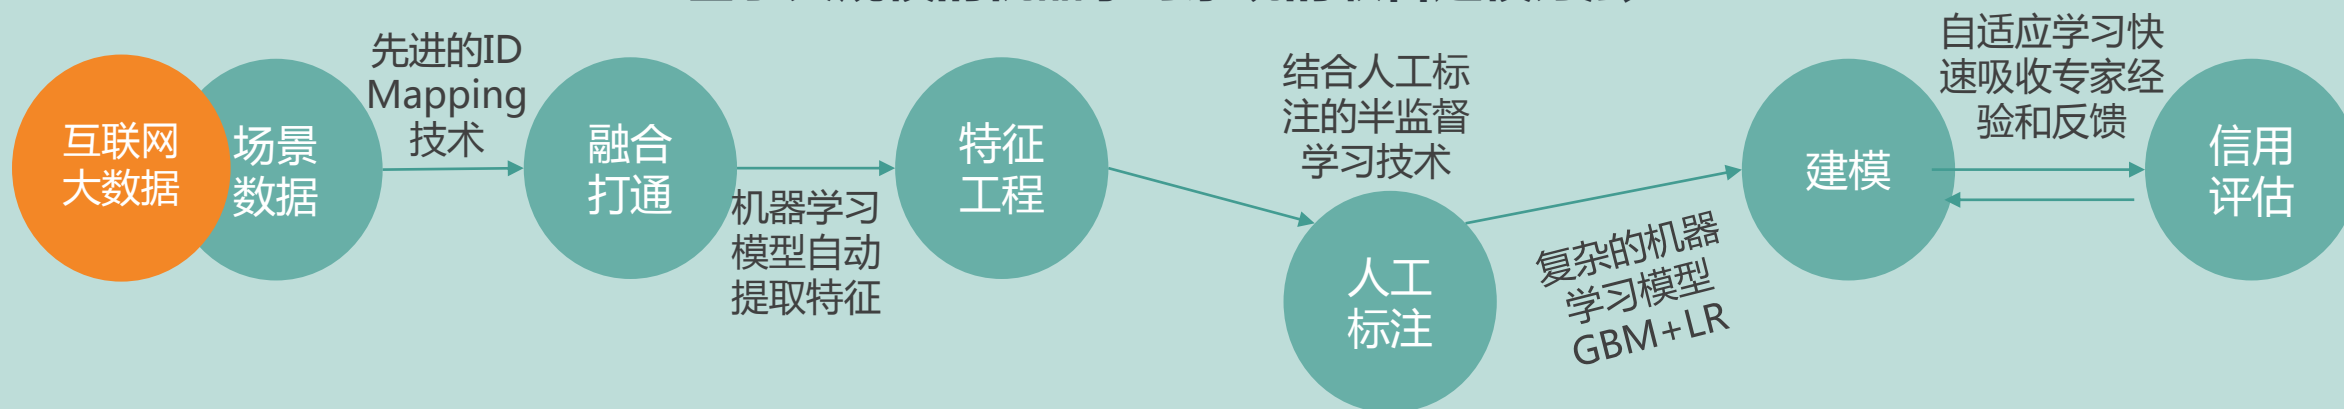 互联网
大数据
场景
数据
先进的ID
Mapping
技术
融合
打通
机器学习
模型自动
提取特征
特征
工程
结合人工标
注的半监督
学习技术
人工
标注
复杂的机器
学习模型
GBM+LR
建模
自适应学习快
速吸收专家经
验和反馈
信用
评估